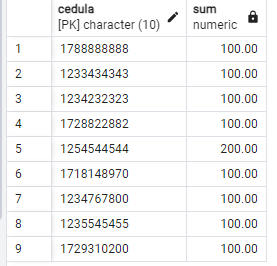 cedula sum
[PK] character (10) numeric
1 1788888888 100.00
2 1233434343 100.00
3 1234232323 100.00
4 1728822882 100.00
5 1254544544 200.00
6 1718148970 100.00
7 1234767800 100.00
8 1235545455 100.00
9 1729310200 100.00